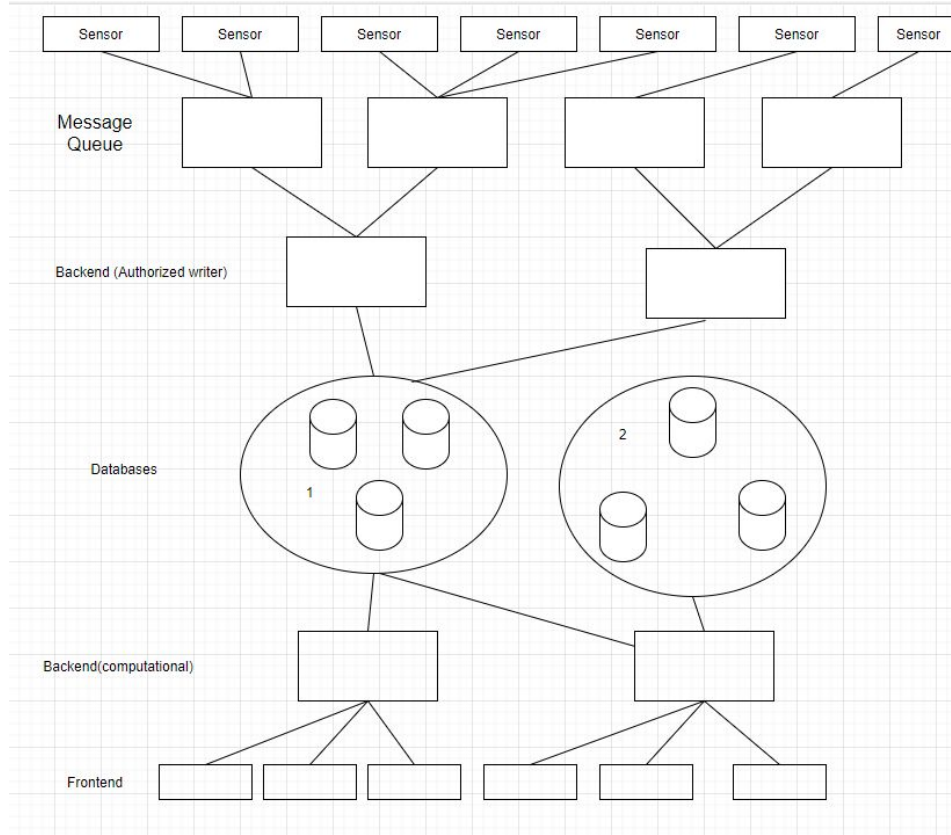 Sensor
Sensor
Sensor
Sensor
Sensor
Sensor
Sensor
Message
Queue
Backend (Authorized writer)
2
Databases
1
Backend(computational)
Frontend